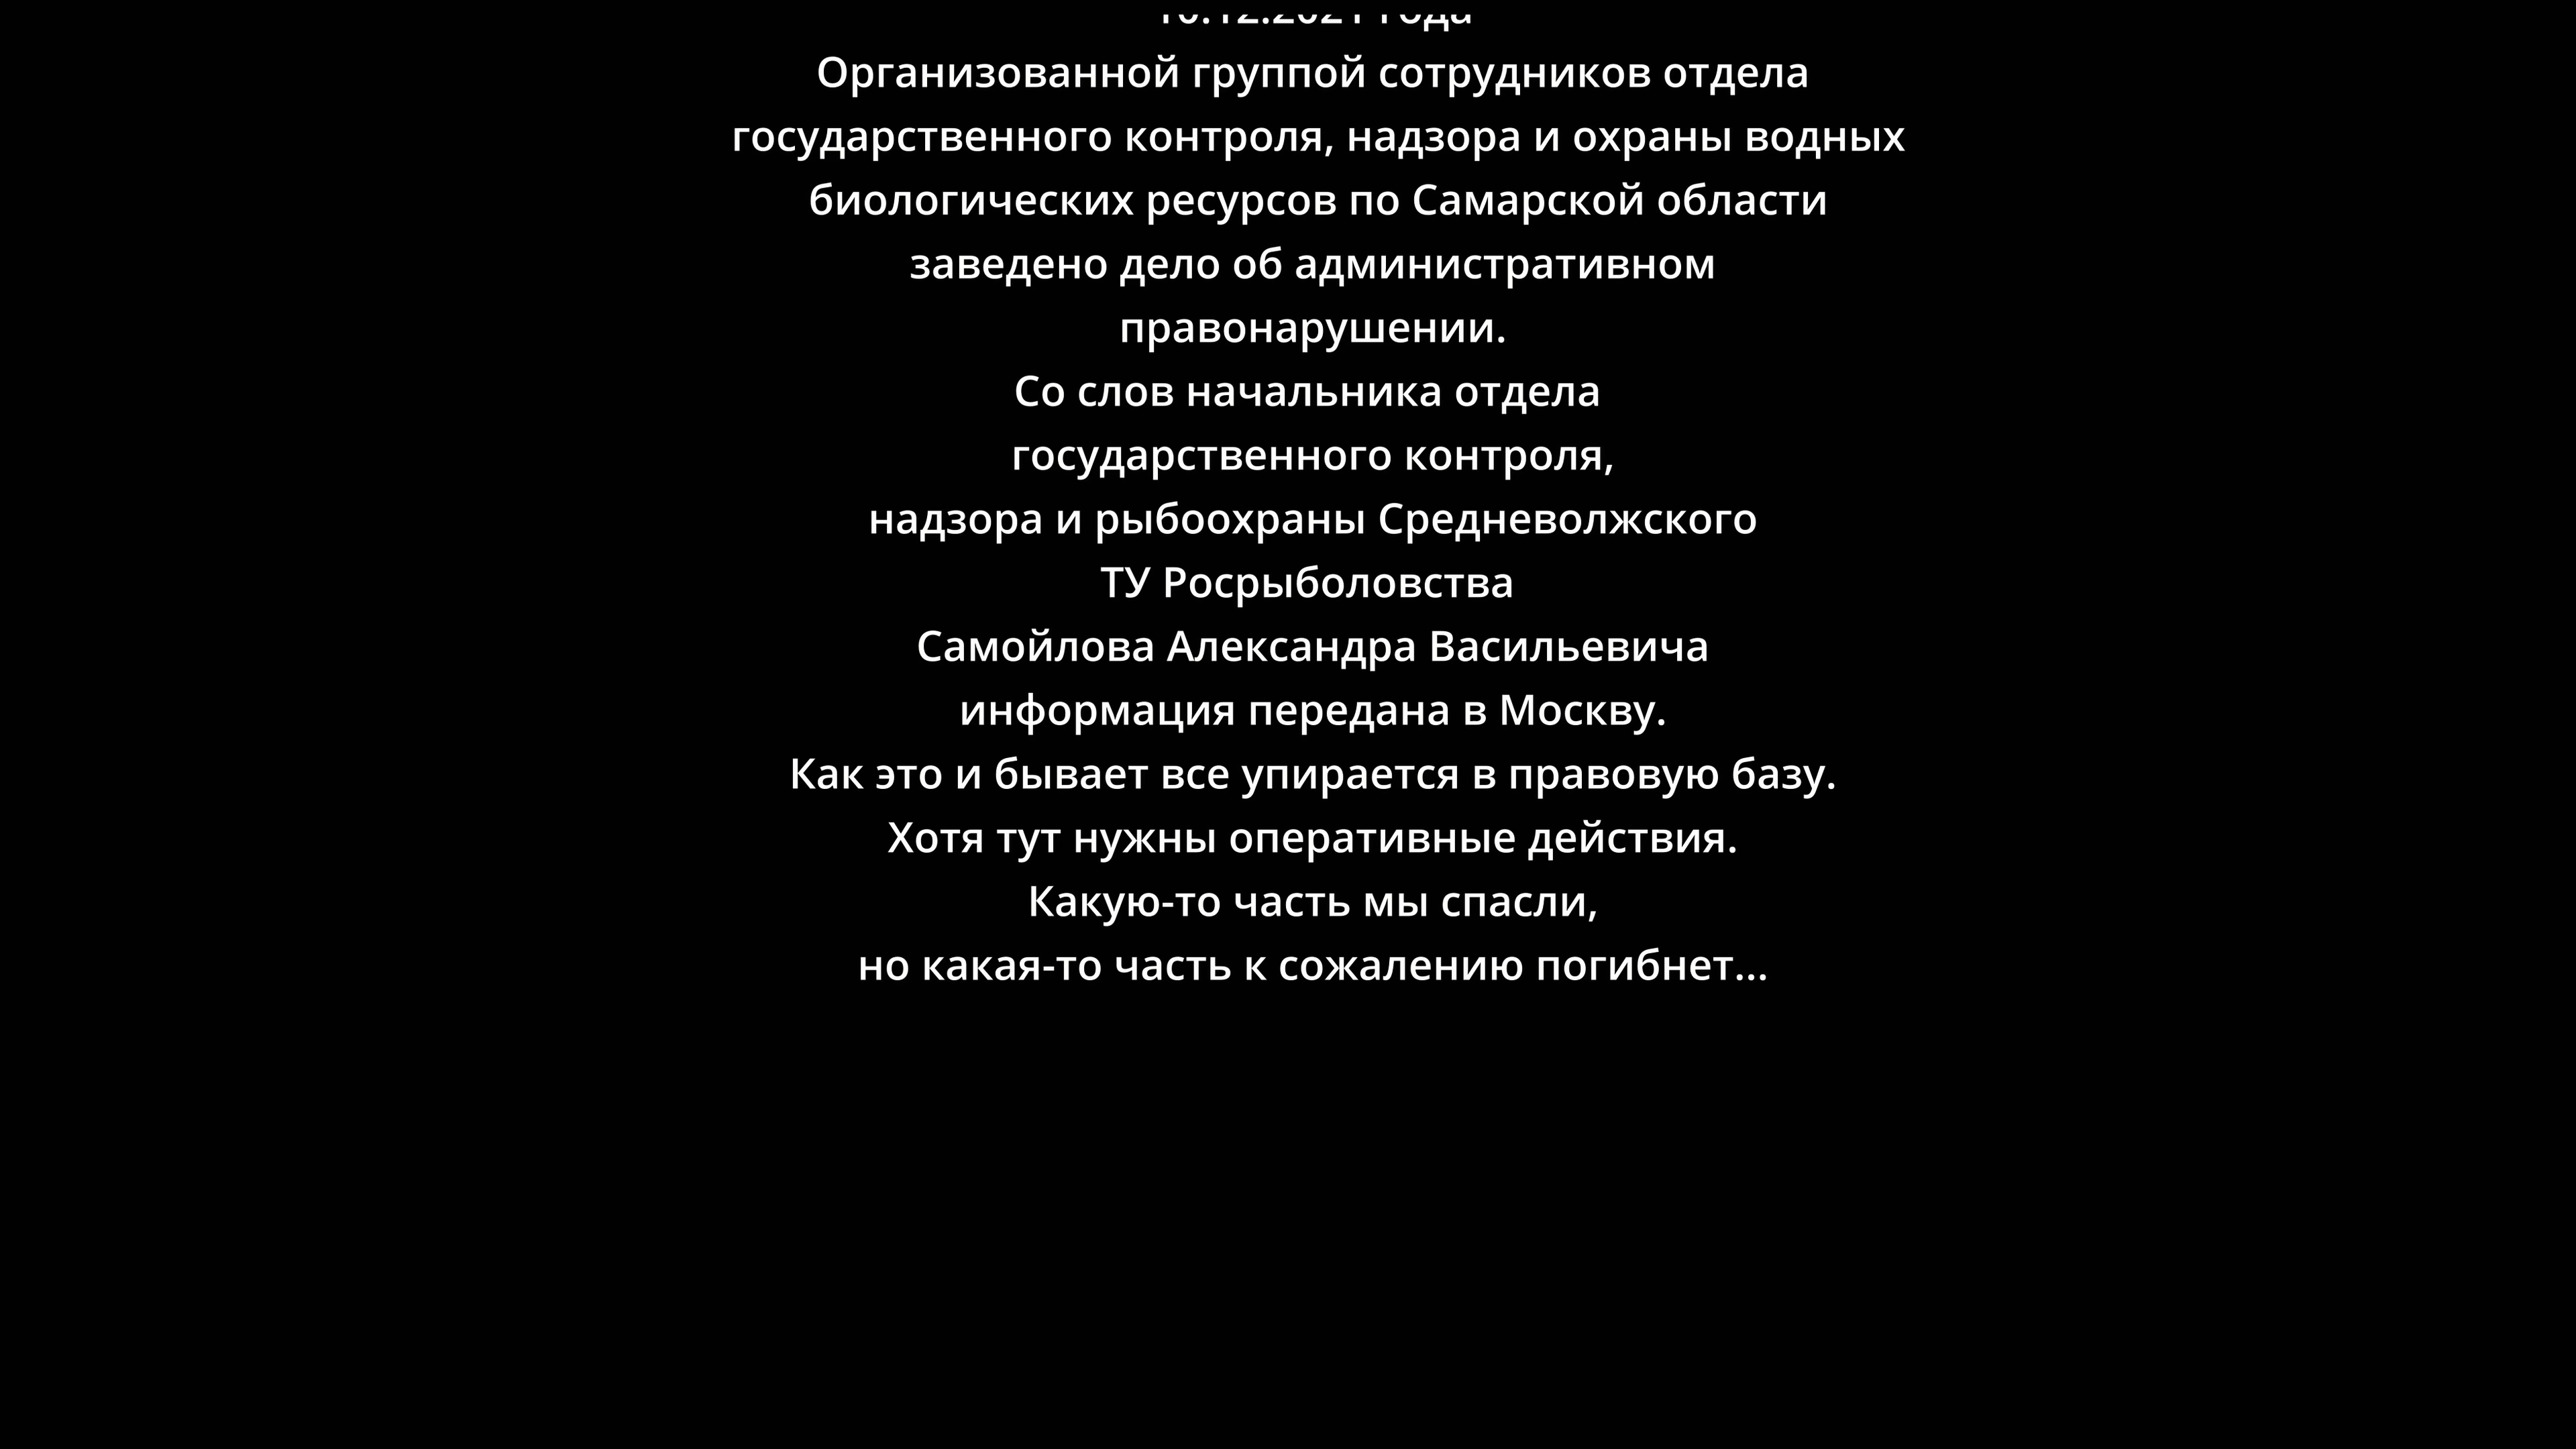 года
Организованной группой сотрудников отдела
государственного контроля, надзора и охраны водных
биологических ресурсов по Самарской области
заведено дело об административном
правонарушении.
Со слов начальника отдела
государственного контроля,
надзора и рыбоохраны Средневолжского
ТУ Росрыболовства
Самойлова Александра Васильевича
информация передана в Москву.
Как это и бывает все упирается в правовую базу.
Хотя тут нужны оперативные действия.
Какую-то часть мы спасли,
но какая-то часть к сожалению погибнет...